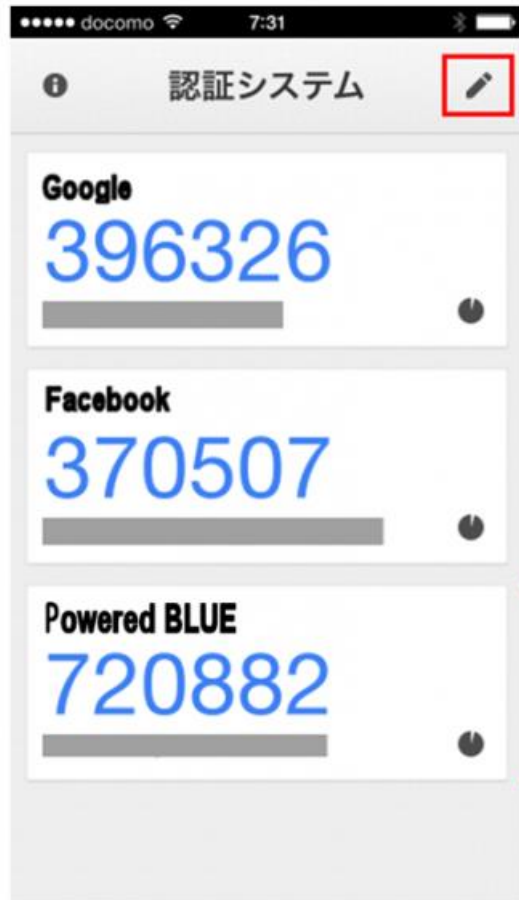 docomo 7:31
認証システム
Google
396326
Facebook
370507
Powered BLUE
720882